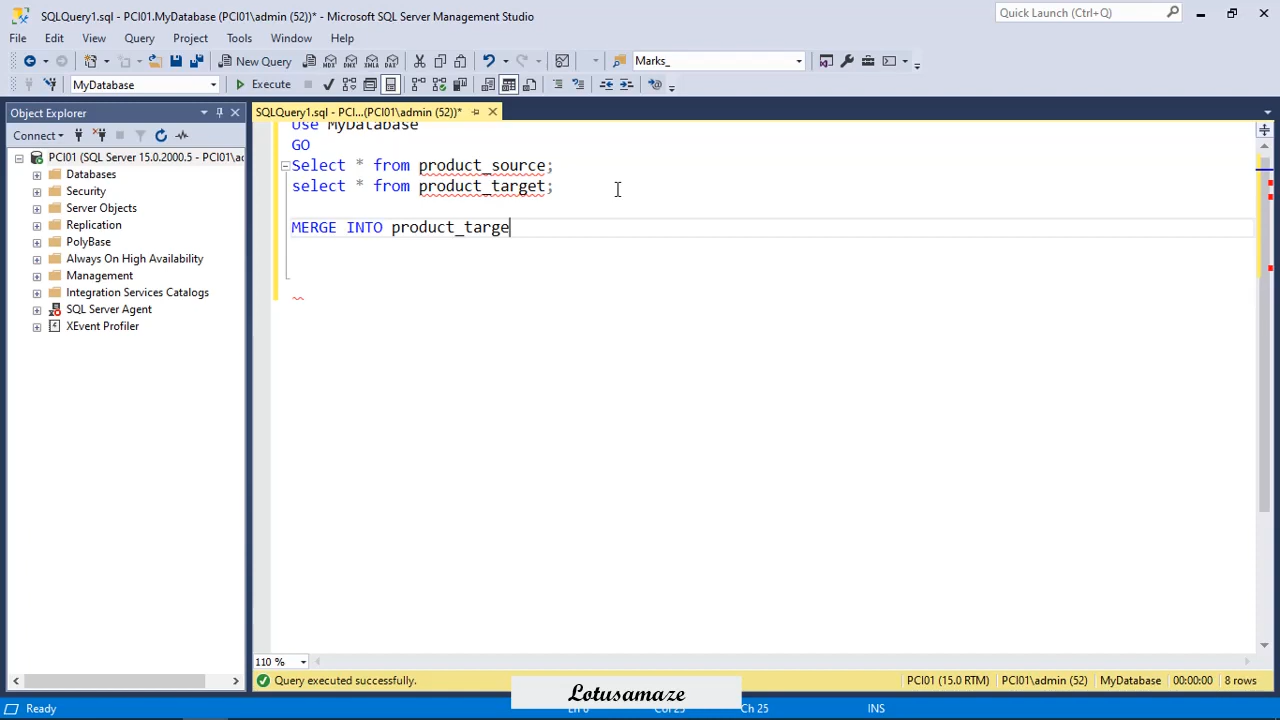 SQLQuery1.sql - PCI01.MyDatabase (PCI01\admin (52))* - Microsoft SQL Server Management Studio
Quick Launch (Ctrl+Q)
File Edit View Query Project Tools Window Help
New Query
Marks_
MyDatabase
Execute
Object Explorer
SQLQuery1.sql - PCI...(PCI01\admin (52))*
Connect
PCI01 (SQL Server 15.0.2000.5 - PCI01\ac
Databases
Security
Server Objects
Replication
PolyBase
Always On High Availability
Management
Integration Services Catalogs
SQL Server Agent
XEvent Profiler
Use MyDatabase
GO
Select * from product_source;
select * from product_target;
MERGE INTO product_targe
110 %
Query executed successfully.
PCI01 (15.0 RTM) PCI01\admin (52) MyDatabase 00:00:00 8 rows
Lotusamaze
Ready
Ch 25 INS